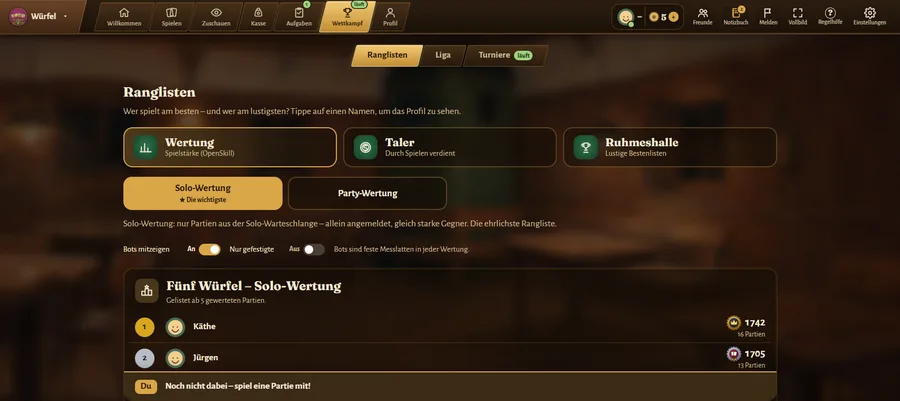 Würfel
Willkommen
Spielen
Zuschauen
Kasse
1
Aufgaben
läuft
Wettkampf
Profil
–
5
Freunde
Notizbuch
Melden
Vollbild
Regelhilfe
Einstellungen
Ranglisten
Liga
Turniere läuft
Ranglisten
Wer spielt am besten – und wer am lustigsten? Tippe auf einen Namen, um das Profil zu sehen.
Wertung
Spielstärke (OpenSkill)
Taler
Durch Spielen verdient
Ruhmeshalle
Lustige Bestenlisten
Solo-Wertung
★ Die wichtigste
Party-Wertung
Solo-Wertung: nur Partien aus der Solo-Warteschlange – allein angemeldet, gleich starke Gegner. Die ehrlichste Rangliste.
Bots mitzeigen An Nur gefestigte Aus Bots sind feste Messlatten in jeder Wertung.
Fünf Würfel – Solo-Wertung
Gelistet ab 5 gewerteten Partien.
1 Käthe 1742
16 Partien
2 Jürgen 1705
13 Partien
Du Noch nicht dabei – spiel eine Partie mit!